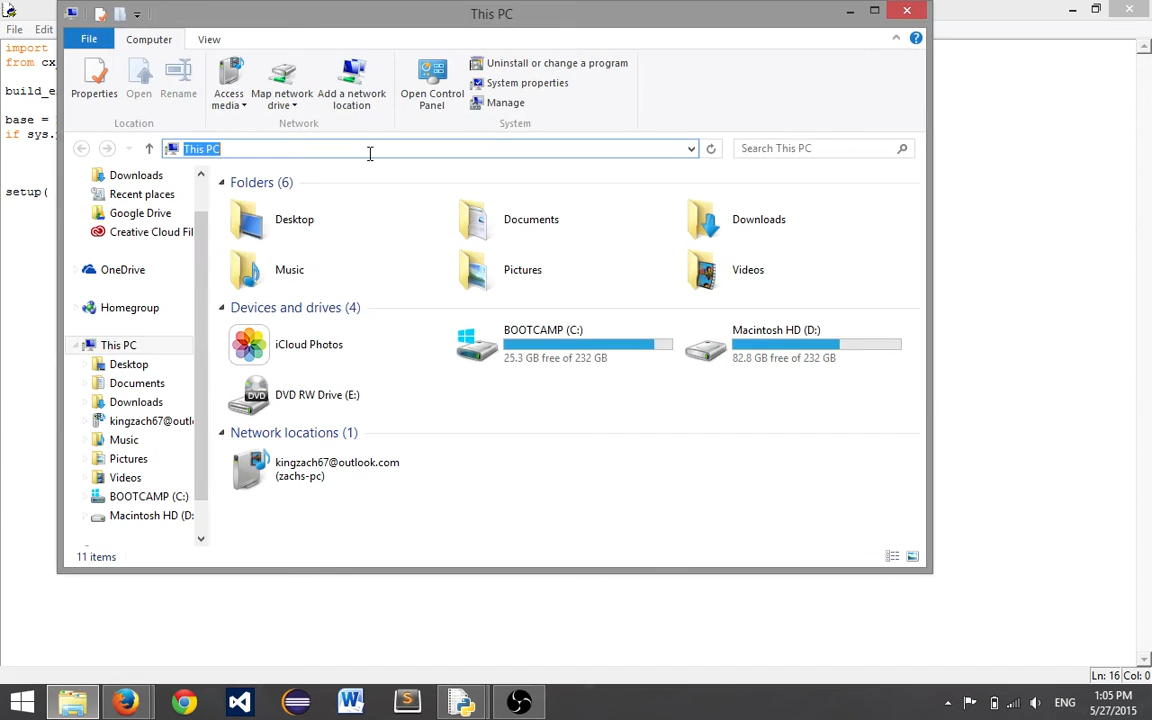 This PC
File Edit
File Computer View
import
from cx_
build_e
base =
if sys.
setup(
Properties Open Rename
Access media
Map network drive
Add a network location
Open Control Panel
Uninstall or change a program
System properties
Manage
Location Network System
This PC
Search This PC
Downloads
Recent places
Google Drive
Creative Cloud Fil
OneDrive
Homegroup
This PC
Desktop
Documents
Downloads
kingzach67@outl
Music
Pictures
Videos
BOOTCAMP (C:)
Macintosh HD (D:
Folders (6)
Desktop Documents Downloads
Music Pictures Videos
Devices and drives (4)
iCloud Photos
BOOTCAMP (C:)
25.3 GB free of 232 GB
Macintosh HD (D:)
82.8 GB free of 232 GB
DVD
DVD RW Drive (E:)
Network locations (1)
kingzach67@outlook.com
(zachs-pc)
11 items
Ln: 16 Col: 0
ENG
1:05 PM
5/27/2015